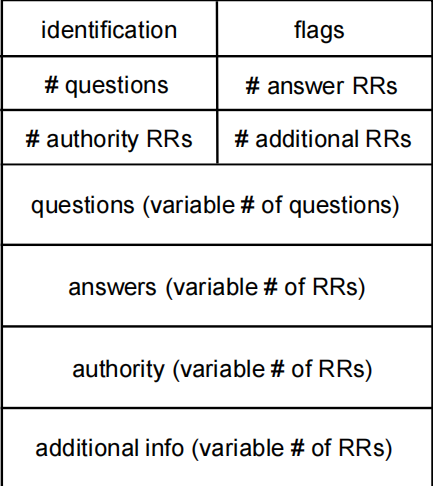 identification flags
# questions # answer RRs
# authority RRs # additional RRs
questions (variable # of questions)
answers (variable # of RRs)
authority (variable # of RRs)
additional info (variable # of RRs)